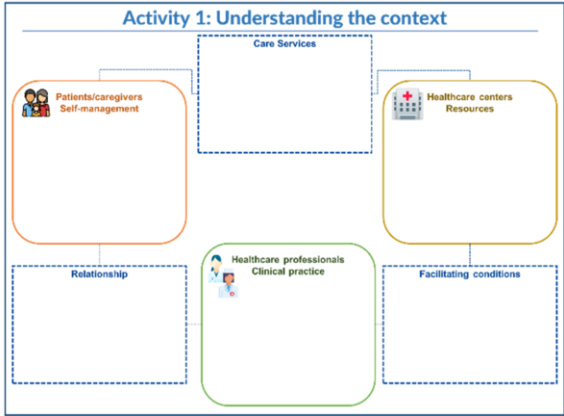 Activity 1: Understanding the context
Care Services
Patients/caregivers
Self-management
Healthcare centers
Resources
Relationship
Healthcare professionals
Clinical practice
Facilitating conditions